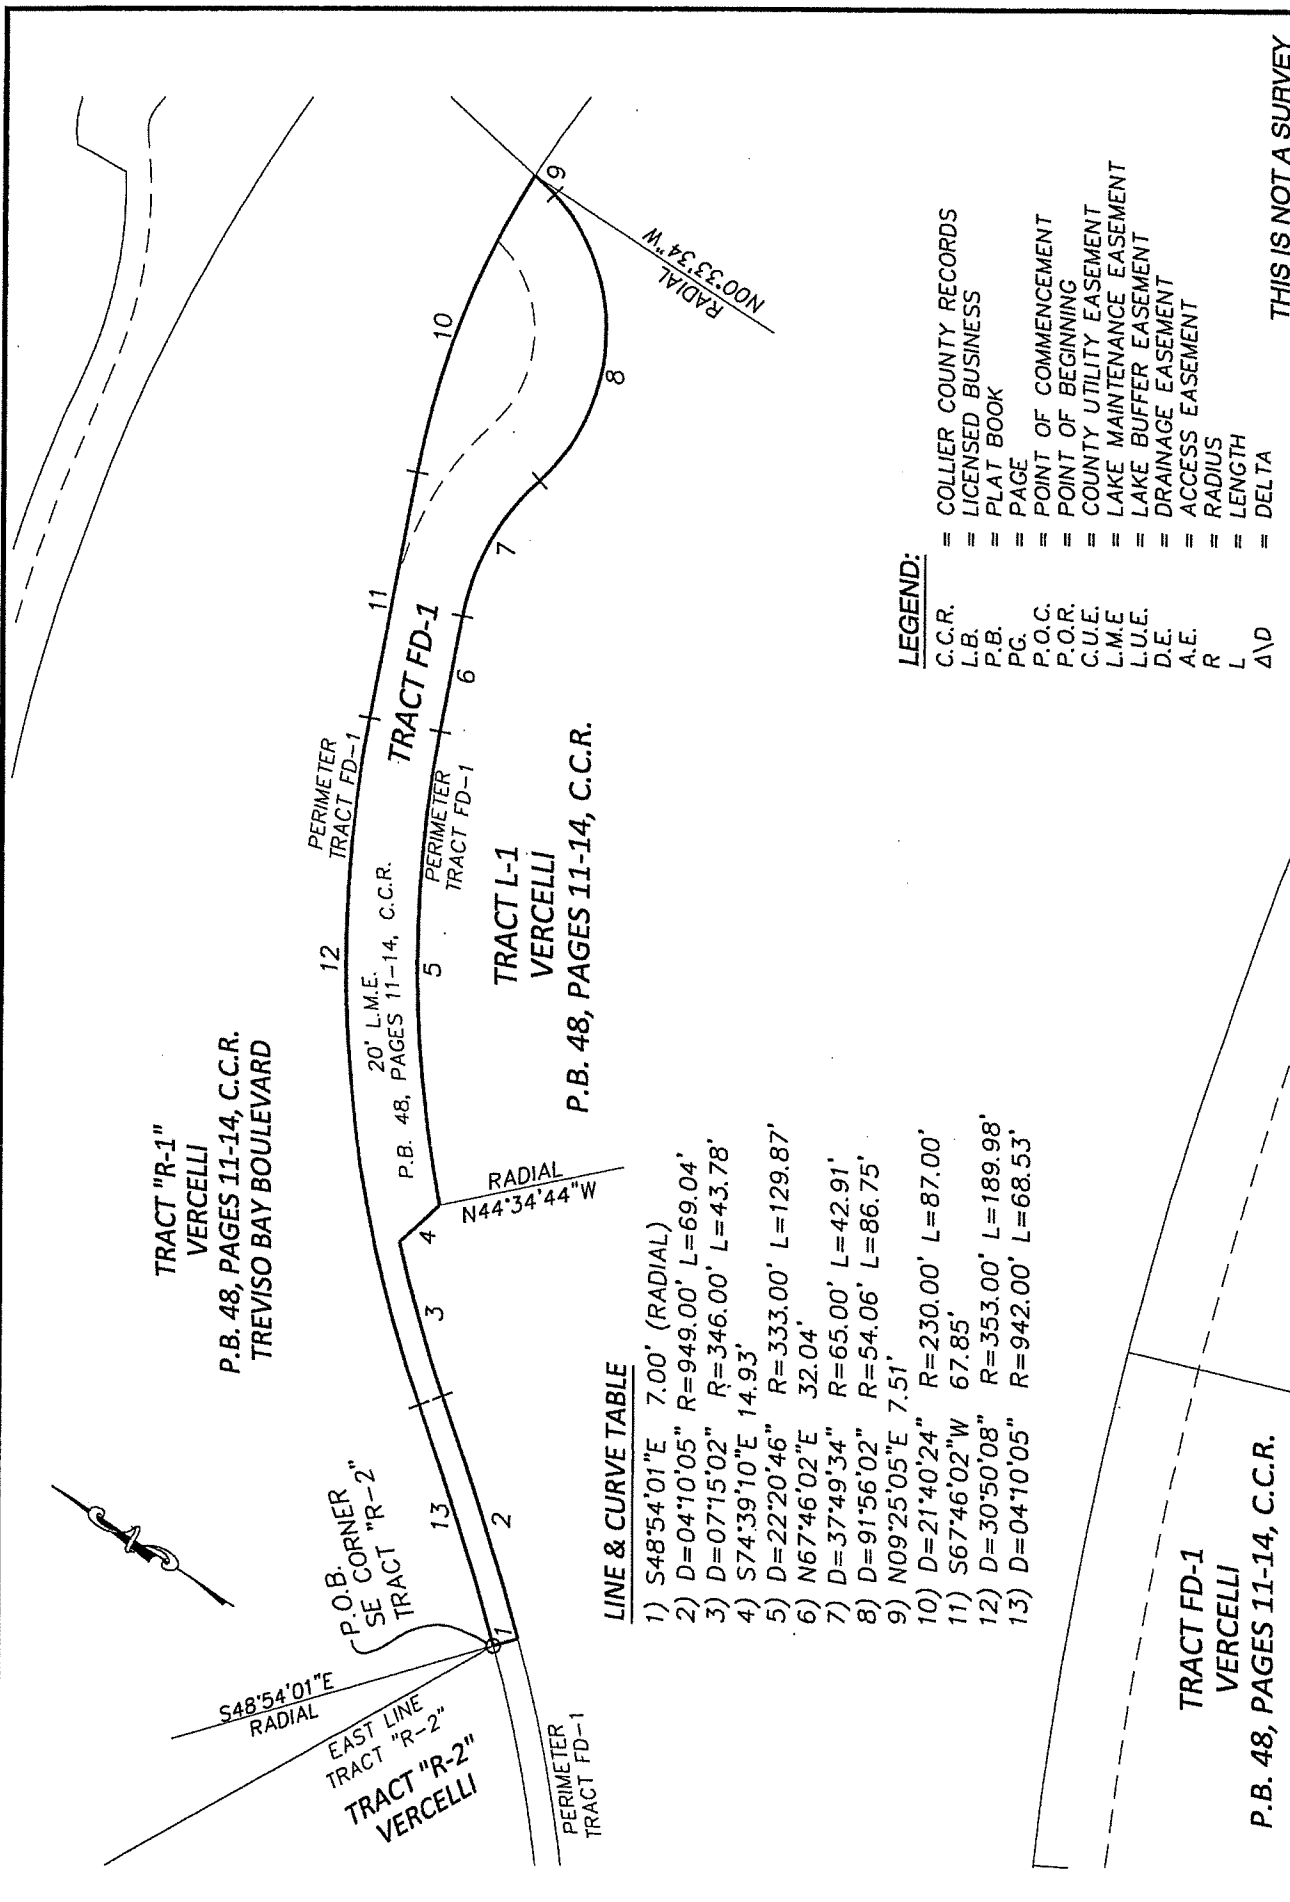 TRACT "R-1"
VERCELLI
P.B. 48, PAGES 11-14, C.C.R.
TREVISO BAY BOULEVARD
P.O.B.
SE CORNER
TRACT "R-2"
S48°54'01"E
RADIAL
EAST LINE
TRACT "R-2"
TRACT "R-2"
VERCELLI
PERIMETER
TRACT FD-1
1
2
13
3
4
RADIAL
N44°34'44"W
12
20' L.M.E.
P.B. 48, PAGES 11-14, C.C.R.
5
PERIMETER
TRACT FD-1
PERIMETER
TRACT FD-1
TRACT FD-1
11
6
7
10
8
9
RADIAL
N00°33'34"W
TRACT L-1
VERCELLI
P.B. 48, PAGES 11-14, C.C.R.
LINE & CURVE TABLE
1) S48°54'01"E 7.00' (RADIAL)
2) D=04°10'05" R=949.00' L=69.04'
3) D=07°15'02" R=346.00' L=43.78'
4) S74°39'10"E 14.93'
5) D=22°20'46" R=333.00' L=129.87'
6) N67°46'02"E 32.04'
7) D=37°49'34" R=65.00' L=42.91'
8) D=91°56'02" R=54.06' L=86.75'
9) N09°25'05"E 7.51'
10) D=21°40'24" R=230.00' L=87.00'
11) S67°46'02"W 67.85'
12) D=30°50'08" R=353.00' L=189.98'
13) D=04°10'05" R=942.00' L=68.53'
LEGEND:
C.C.R. = COLLIER COUNTY RECORDS
L.B. = LICENSED BUSINESS
P.B. = PLAT BOOK
PG. = PAGE
P.O.C. = POINT OF COMMENCEMENT
P.O.R. = POINT OF BEGINNING
C.U.E. = COUNTY UTILITY EASEMENT
L.M.E = LAKE MAINTENANCE EASEMENT
L.U.E. = LAKE BUFFER EASEMENT
D.E. = DRAINAGE EASEMENT
A.E. = ACCESS EASEMENT
R = RADIUS
L = LENGTH
Δ\D = DELTA
TRACT FD-1
VERCELLI
P.B. 48, PAGES 11-14, C.C.R.
THIS IS NOT A SURVEY